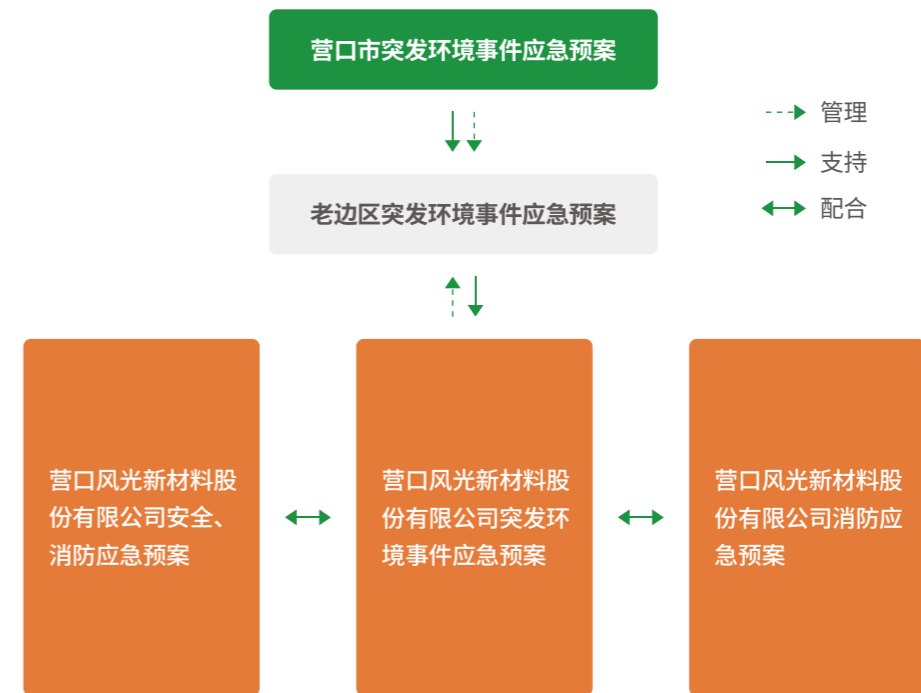 营口市突发环境事件应急预案
管理
支持
配合
老边区突发环境事件应急预案
营口风光新材料股
份有限公司安全、
消防应急预案
营口风光新材料股
份有限公司突发环
境事件应急预案
营口风光新材料股
份有限公司消防应
急预案